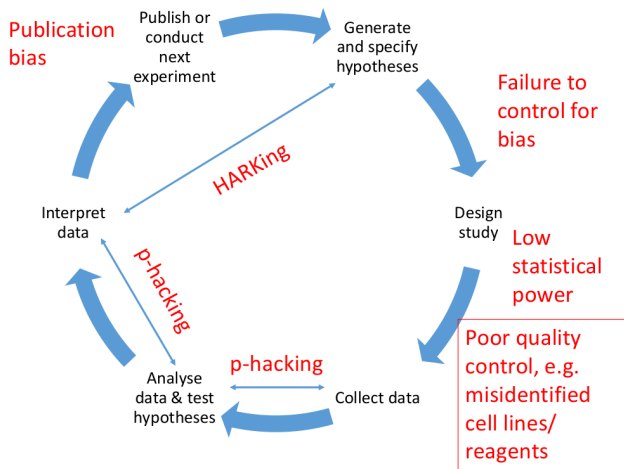 Publication
bias
Publish or
conduct
next
experiment
Generate
and specify
hypotheses
Failure to
control for
bias
HARKing
Interpret
data
Design
study
Low
statistical
power
p-hacking
Poor quality
control, e.g.
misidentified
cell lines/
reagents
p-hacking
Analyse
data & test
hypotheses
Collect data